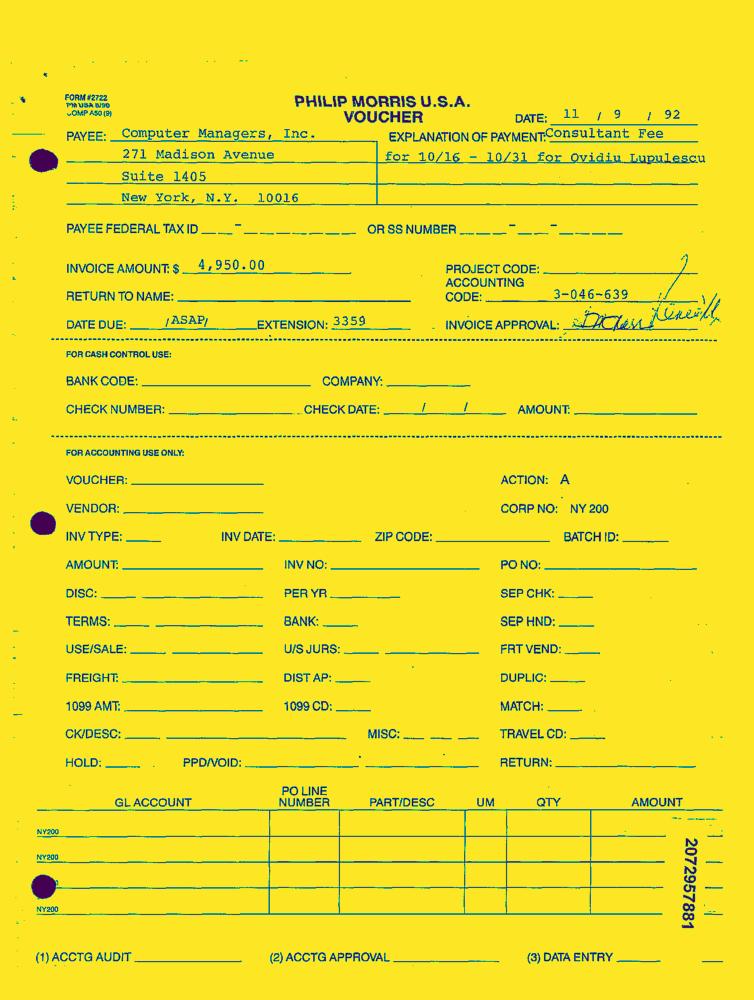 FORM #2722
PM USA 8/90
COMP A50 (9)
PHILIP MORRIS U.S.A.
VOUCHER
DATE: 11 / 9 / 92
PAYEE: Computer Managers, Inc.
271 Madison Avenue
Suite 1405
New York, N.Y. 10016
EXPLANATION OF PAYMENT: Consultant Fee
for 10/16 - 10/31 for Ovidiu Lupulescu
PAYEE FEDERAL TAX ID - OR SS NUMBER - -
INVOICE AMOUNT: $ 4,950.00 PROJECT CODE:
RETURN TO NAME: ACCOUNTING CODE: 3-046-639
DATE DUE: /ASAP/ EXTENSION: 3359 INVOICE APPROVAL:
FOR CASH CONTROL USE:
BANK CODE: COMPANY:
CHECK NUMBER: CHECK DATE: / / AMOUNT:
FOR ACCOUNTING USE ONLY:
VOUCHER: ACTION: A
VENDOR: CORP NO: NY 200
INV TYPE: INV DATE: ZIP CODE: BATCH ID:
AMOUNT: INV NO: PO NO:
DISC: PER YR SEP CHK:
TERMS: BANK: SEP HND:
USE/SALE: U/S JURS: FRT VEND:
FREIGHT: DIST AP: DUPLIC:
1099 AMT: 1099 CD: MATCH:
CK/DESC: MISC: TRAVEL CD:
HOLD: PPD/VOID: RETURN:
GL ACCOUNT PO LINE NUMBER PART/DESC UM QTY AMOUNT
NY200
NY200
NY200
2072957881
(1) ACCTG AUDIT (2) ACCTG APPROVAL (3) DATA ENTRY